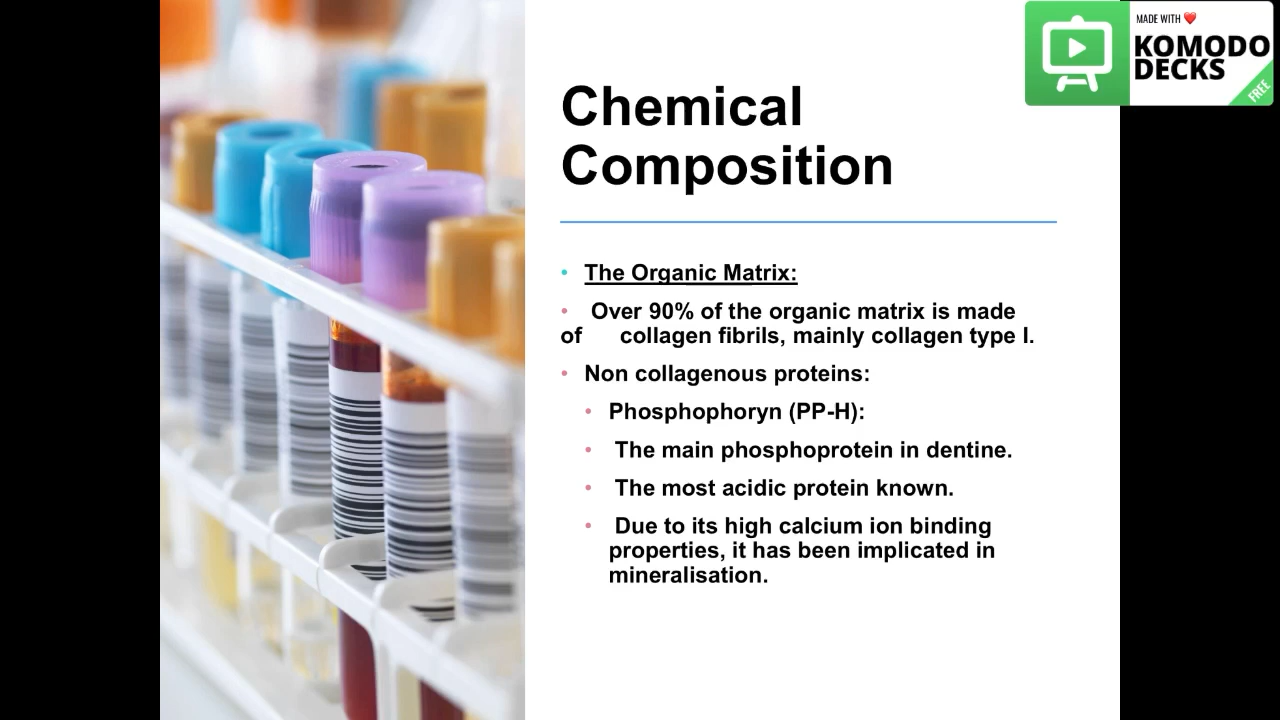 MADE WITH ❤️
KOMODO
DECKS
FREE
Chemical
Composition
• The Organic Matrix:
• Over 90% of the organic matrix is made
of collagen fibrils, mainly collagen type I.
• Non collagenous proteins:
• Phosphophoryn (PP-H):
• The main phosphoprotein in dentine.
• The most acidic protein known.
• Due to its high calcium ion binding
properties, it has been implicated in
mineralisation.